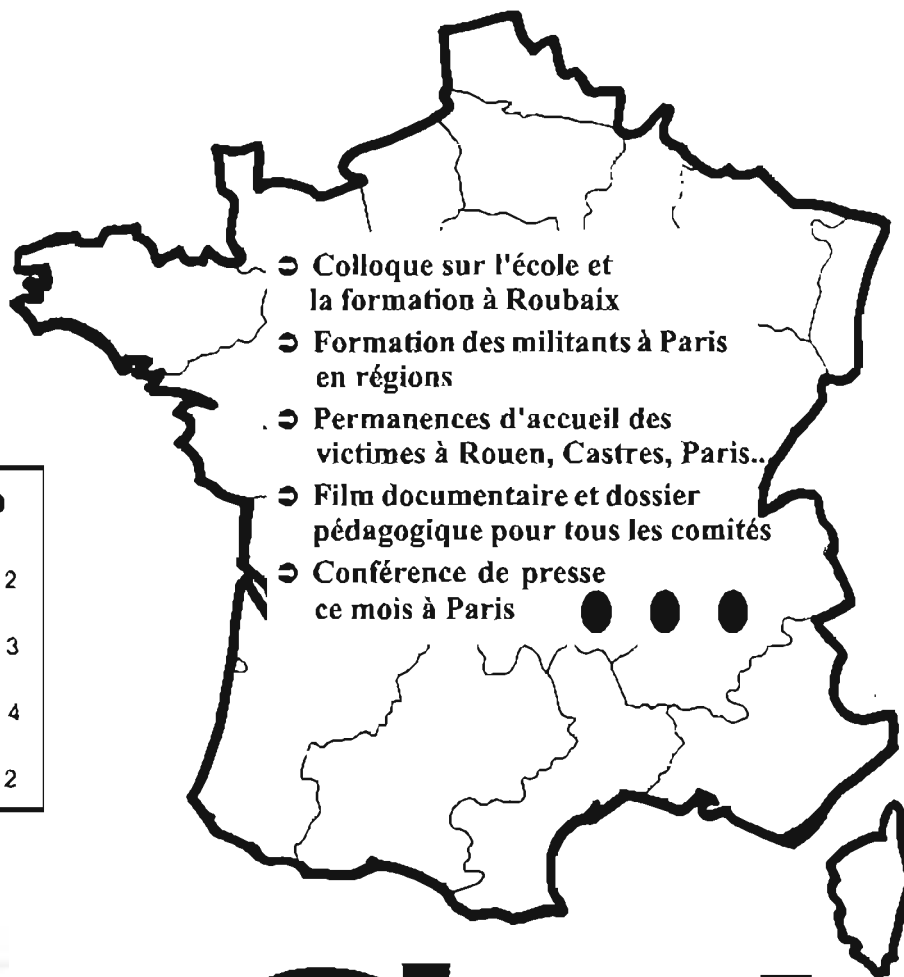 ➲ Colloque sur l'école et
la formation à Roubaix
➲ Formation des militants à Paris
en régions
➲ Permanences d'accueil des
victimes à Rouen, Castres, Paris..
➲ Film documentaire et dossier
pédagogique pour tous les comités
➲ Conférence de presse
ce mois à Paris
2
3
4
2